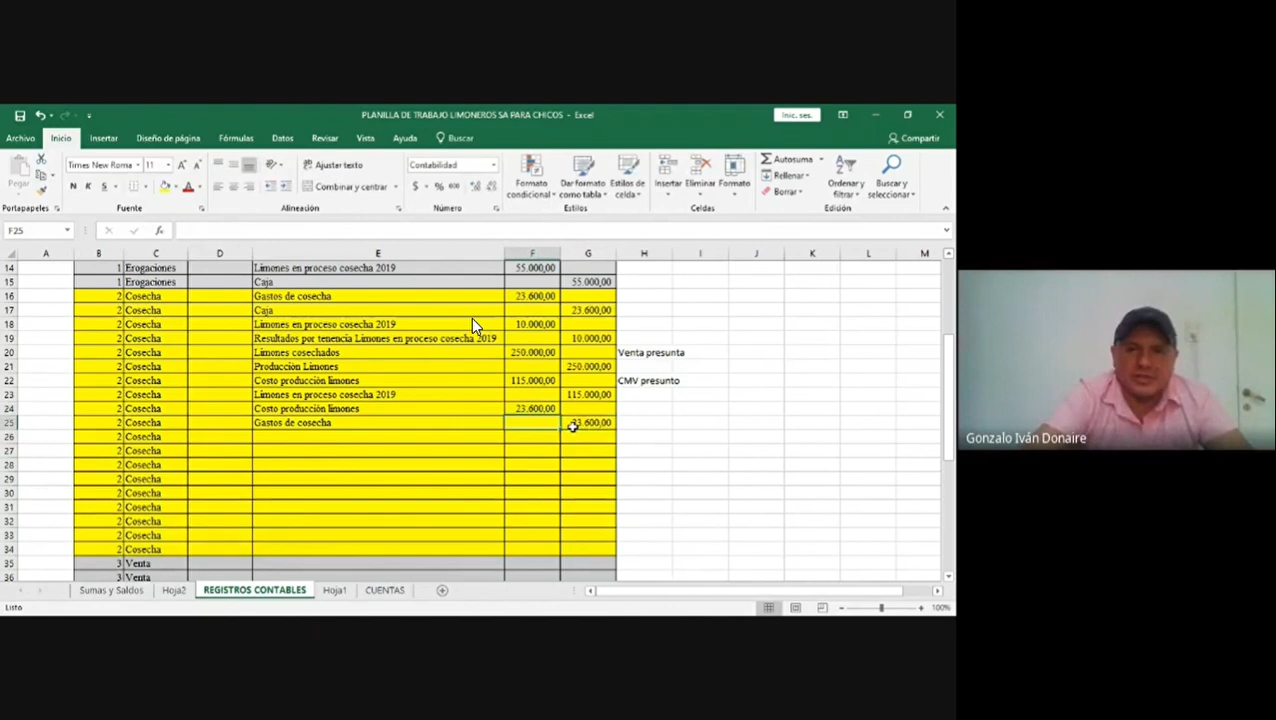 PLANILLA DE TRABAJO LIMONEROS SA PARA CHICOS - Excel
Inic. ses.
Archivo Inicio Insertar Diseño de página Fórmulas Datos Revisar Vista Ayuda Buscar Compartir
Times New Roma 11 Ajustar texto Contabilidad Autosuma
Pegar N K S Combinar y centrar $ % 000 Formato condicional Dar formato como tabla Estilos de celda Insertar Eliminar Formato Rellenar Borrar Ordenar y filtrar Buscar y seleccionar
Portapapeles Fuente Alineación Número Estilos Celdas Edición
F25 fx
A B C D E F G H I J K L M
14 1 Erogaciones Limones en proceso cosecha 2019 55.000,00
15 1 Erogaciones Caja 55.000,00
16 2 Cosecha Gastos de cosecha 23.600,00
17 2 Cosecha Caja 23.600,00
18 2 Cosecha Limones en proceso cosecha 2019 10.000,00
19 2 Cosecha Resultados por tenencia Limones en proceso cosecha 2019 10.000,00
20 2 Cosecha Limones cosechados 250.000,00 Venta presunta
21 2 Cosecha Producción Limones 250.000,00
22 2 Cosecha Costo producción limones 115.000,00 CMV presunto
23 2 Cosecha Limones en proceso cosecha 2019 115.000,00
24 2 Cosecha Costo producción limones 23.600,00
25 2 Cosecha Gastos de cosecha 23.600,00
26 2 Cosecha
27 2 Cosecha
28 2 Cosecha
29 2 Cosecha
30 2 Cosecha
31 2 Cosecha
32 2 Cosecha
33 2 Cosecha
34 2 Cosecha
35 3 Venta
36 3 Venta
Sumas y Saldos Hoja2 REGISTROS CONTABLES Hoja1 CUENTAS
Listo 100%
Gonzalo Iván Donaire